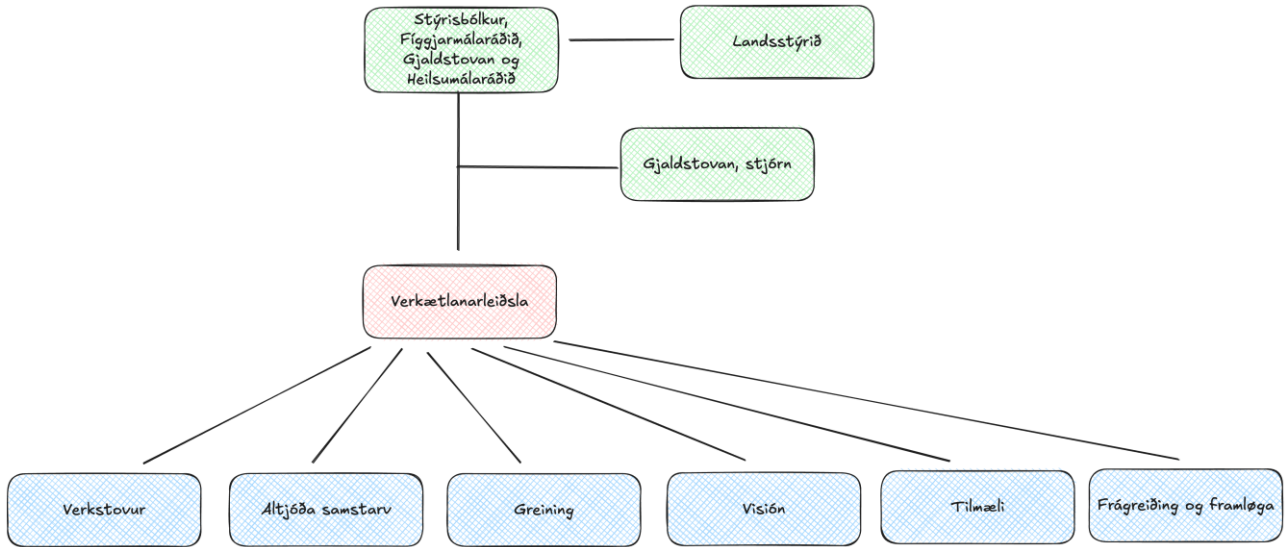 Stýrisbólkur,
Fíggjarmálaráðið,
Gjaldstovan og
Heilsumálaráðið
Landsstýrið
Gjaldstovan, stjórn
Verkætlanarleiðsla
Verkstovur
Altjóða samstarv
Greining
Visión
Tilmæli
Frágreiðing og framløga